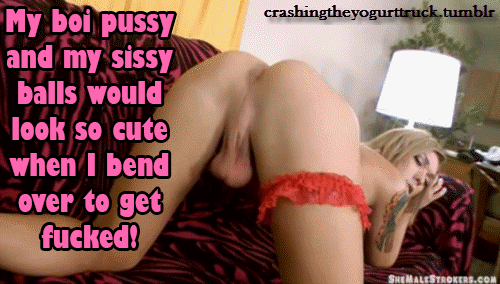 crashingtheyogurttruck.tumblr
My boi pussy
and my sissy
balls would
look so cute
when I bend
over to get
fucked!
SheMaleStrokers.com